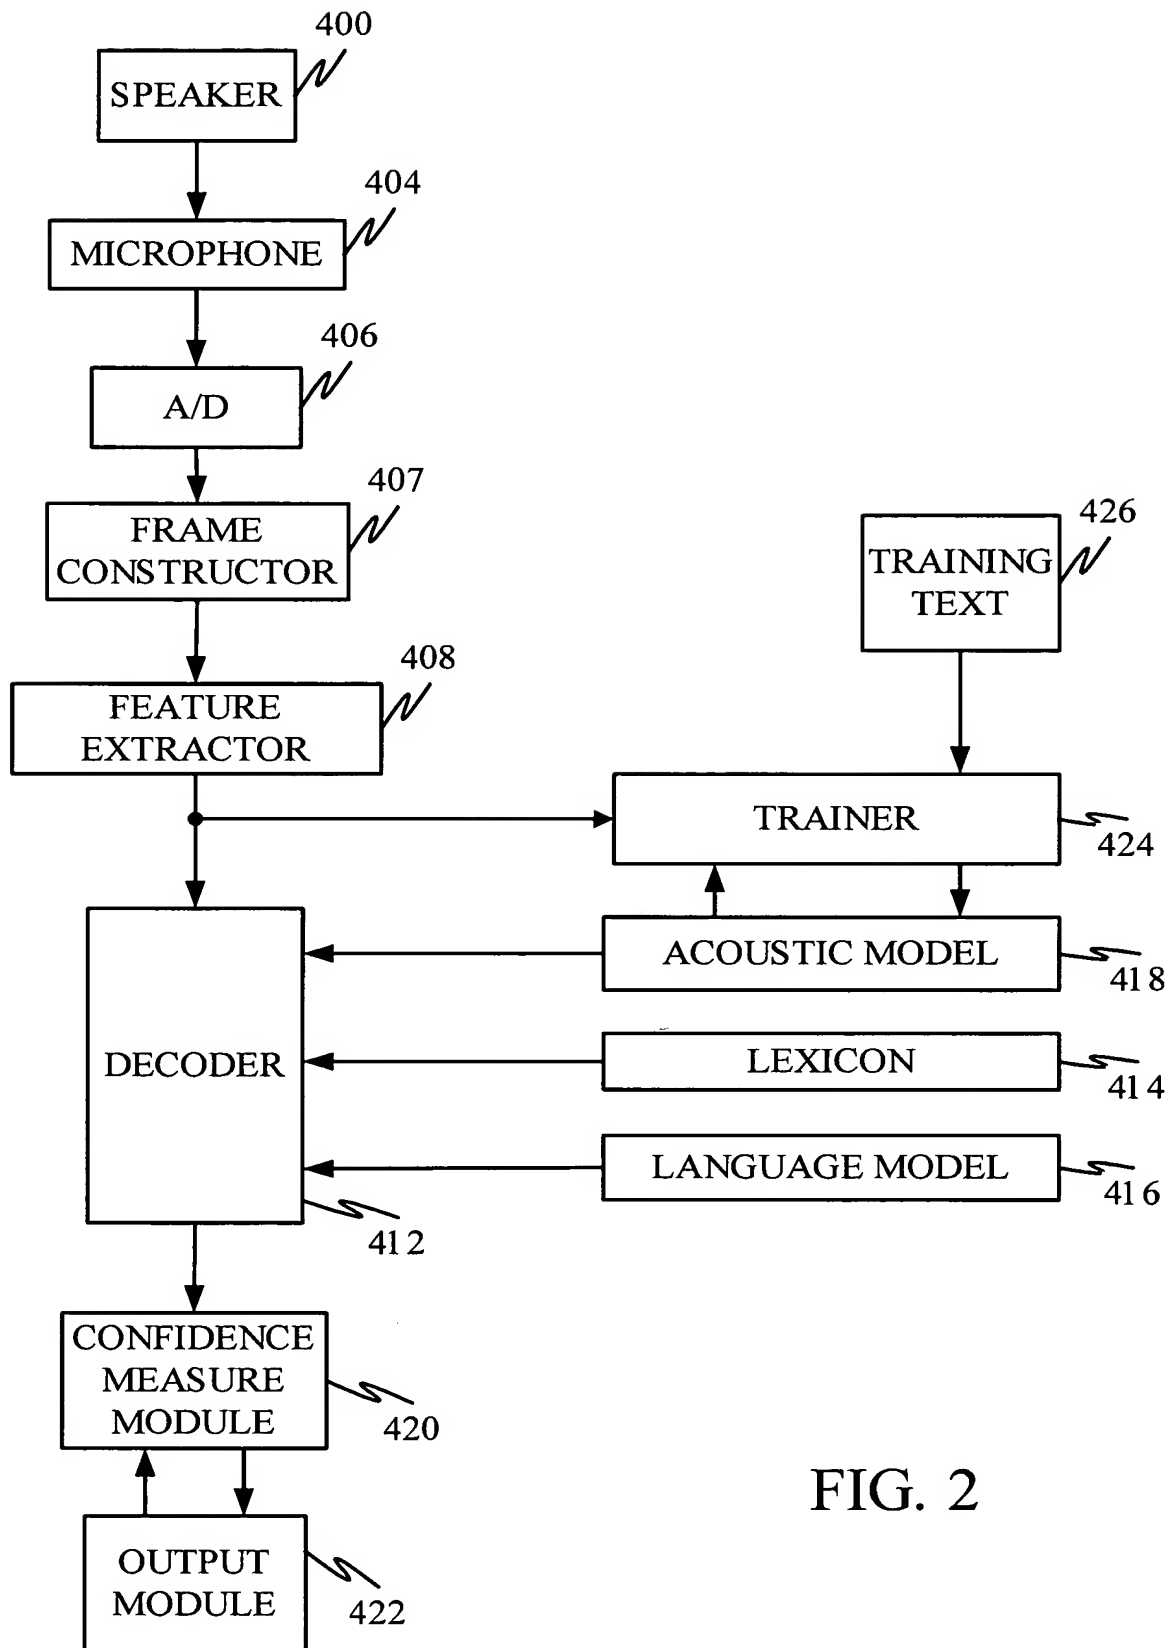 400
SPEAKER
404
MICROPHONE
406
A/D
407
FRAME
CONSTRUCTOR
426
TRAINING
TEXT
408
FEATURE
EXTRACTOR
TRAINER
424
ACOUSTIC MODEL
418
DECODER
LEXICON
414
LANGUAGE MODEL
416
412
CONFIDENCE
MEASURE
MODULE
420
FIG. 2
OUTPUT
MODULE
422